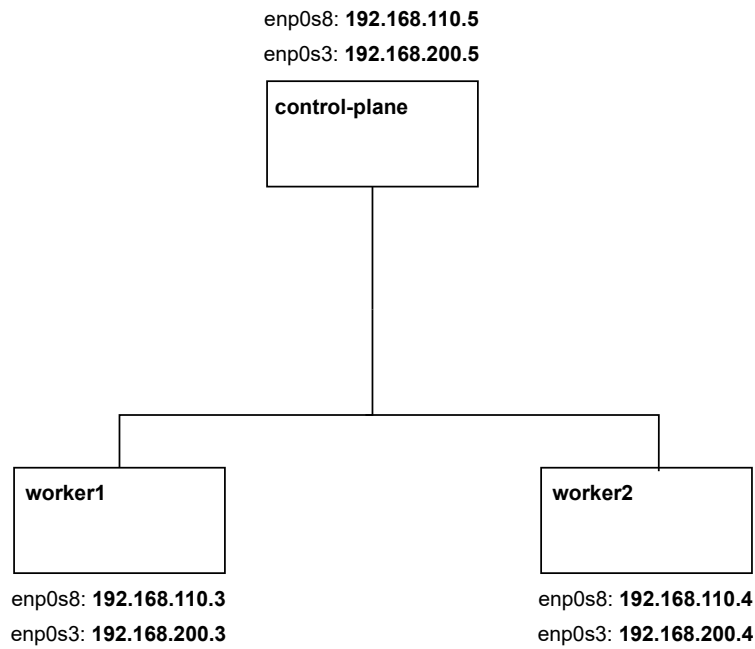 enp0s8: 192.168.110.5
enp0s3: 192.168.200.5
control-plane
worker1
worker2
enp0s8: 192.168.110.3
enp0s3: 192.168.200.3
enp0s8: 192.168.110.4
enp0s3: 192.168.200.4